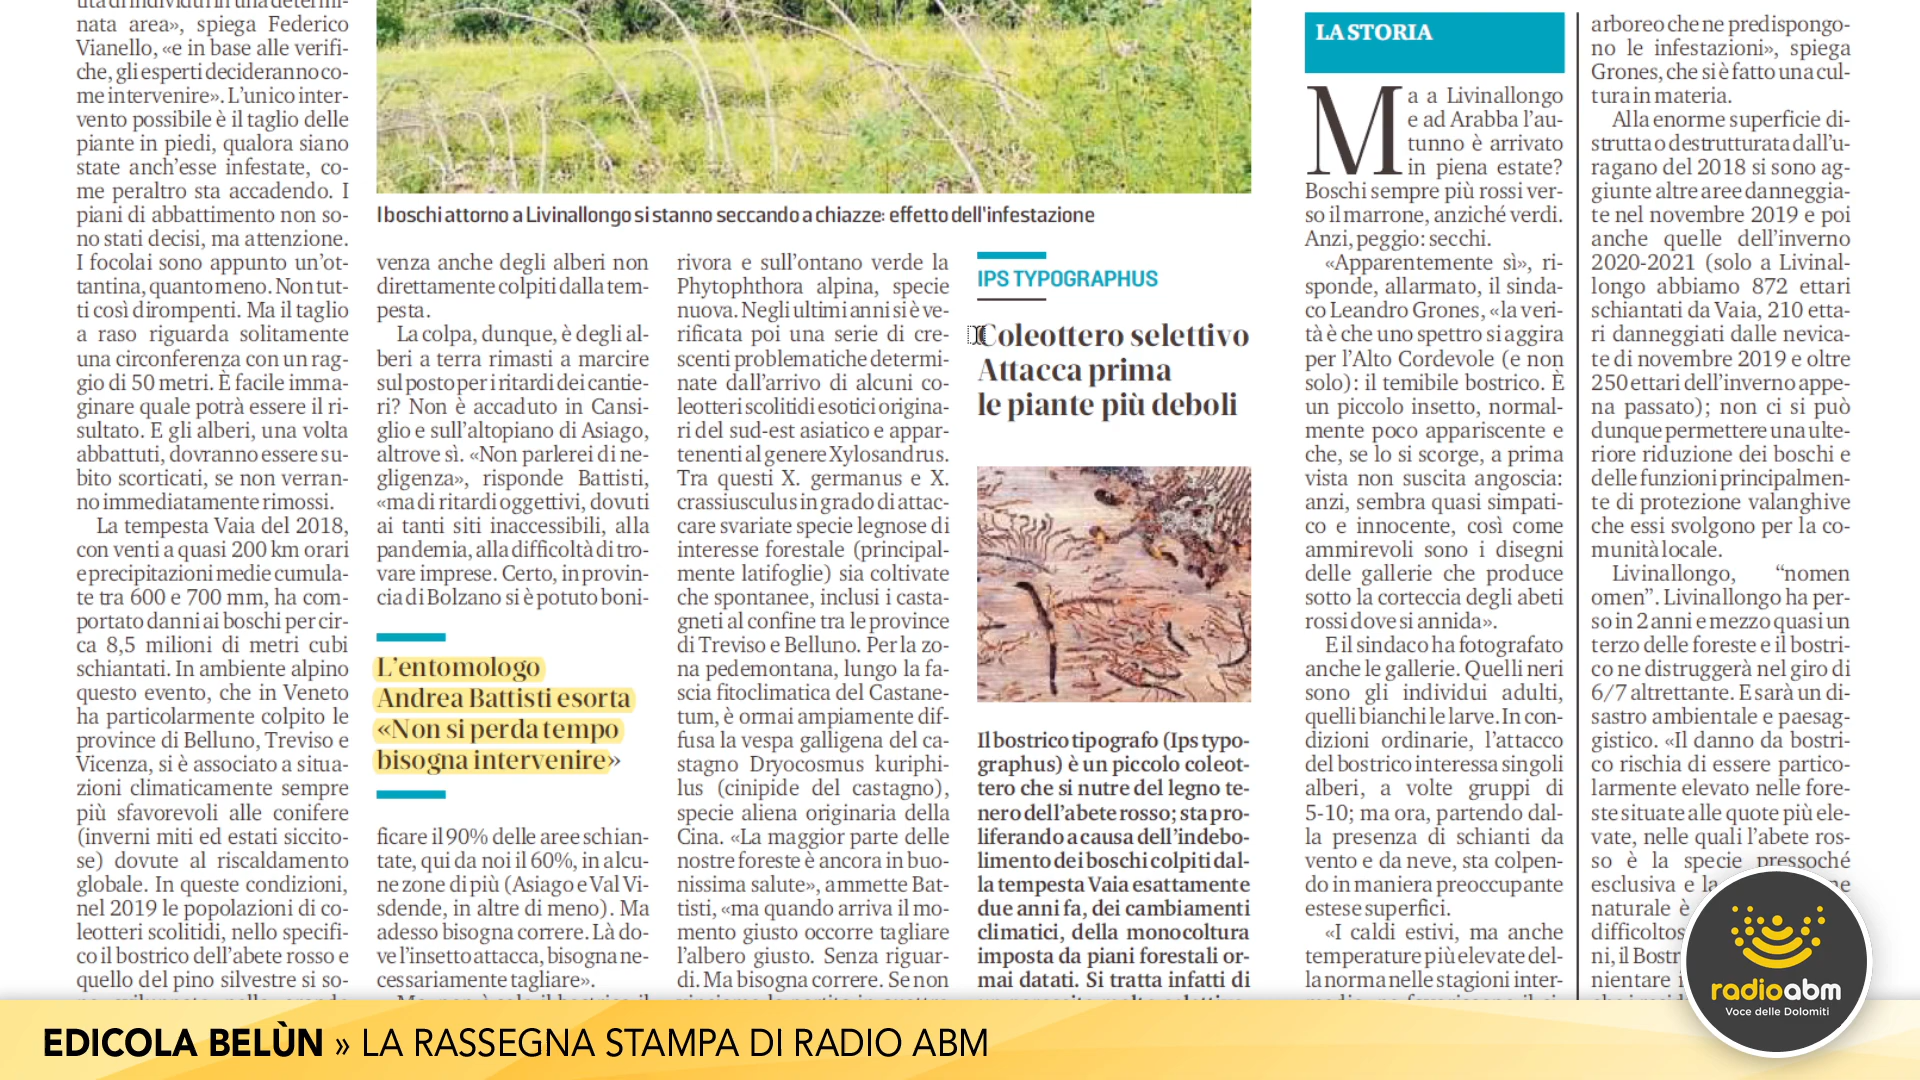 nata area», spiega Federico
Vianello, «e in base alle verifi-
che, gli esperti decideranno co-
me intervenire». L'unico inter-
vento possibile è il taglio delle
piante in piedi, qualora siano
state anch'esse infestate, co-
me peraltro sta accadendo. I
piani di abbattimento non so-
no stati decisi, ma attenzione.
I focolai sono appunto un'ot-
tantina, quanto meno. Non tut-
ti così dirompenti. Ma il taglio
a raso riguarda solitamente
una circonferenza con un rag-
gio di 50 metri. È facile imma-
ginare quale potrà essere il ri-
sultato. E gli alberi, una volta
abbattuti, dovranno essere su-
bito scorticati, se non verran-
no immediatamente rimossi.
La tempesta Vaia del 2018,
con venti a quasi 200 km orari
e precipitazioni medie cumula-
te tra 600 e 700 mm, ha com-
portato danni ai boschi per cir-
ca 8,5 milioni di metri cubi
schiantati. In ambiente alpino
questo evento, che in Veneto
ha particolarmente colpito le
province di Belluno, Treviso e
Vicenza, si è associato a situa-
zioni climaticamente sempre
più sfavorevoli alle conifere
(inverni miti ed estati siccito-
se) dovute al riscaldamento
globale. In queste condizioni,
nel 2019 le popolazioni di co-
leotteri scolitidi, nello specifi-
co il bostrico dell'abete rosso e
quello del pino silvestre si so-
I boschi attorno a Livinallongo si stanno seccando a chiazze: effetto dell'infestazione
venza anche degli alberi non
direttamente colpiti dalla tem-
pesta.
La colpa, dunque, è degli al-
beri a terra rimasti a marcire
sul posto per i ritardi dei cantie-
ri? Non è accaduto in Cansi-
glio e sull'altopiano di Asiago,
altrove sì. «Non parlerei di ne-
gligenza», risponde Battisti,
«ma di ritardi oggettivi, dovuti
ai tanti siti inaccessibili, alla
pandemia, alla difficoltà di tro-
vare imprese. Certo, in provin-
cia di Bolzano si è potuto boni-
L'entomologo
Andrea Battisti esorta
«Non si perda tempo
bisogna intervenire»
ficare il 90% delle aree schian-
tate, qui da noi il 60%, in alcu-
ne zone di più (Asiago e Val Vi-
sdende, in altre di meno). Ma
adesso bisogna correre. Là do-
ve l'insetto attacca, bisogna ne-
cessariamente tagliare».
rivora e sull'ontano verde la
Phytophthora alpina, specie
nuova. Negli ultimi anni si è ve-
rificata poi una serie di cre-
scenti problematiche determi-
nate dall'arrivo di alcuni co-
leotteri scolitidi esotici origina-
ri del sud-est asiatico e appar-
tenenti al genere Xylosandrus.
Tra questi X. germanus e X.
crassiusculus in grado di attac-
care svariate specie legnose di
interesse forestale (principal-
mente latifoglie) sia coltivate
che spontanee, inclusi i casta-
gneti al confine tra le province
di Treviso e Belluno. Per la zo-
na pedemontana, lungo la fa-
scia fitoclimatica del Castane-
tum, è ormai ampiamente dif-
fusa la vespa galligena del ca-
stagno Dryocosmus kuriphi-
lus (cinipide del castagno),
specie aliena originaria della
Cina. «La maggior parte delle
nostre foreste è ancora in buo-
nissima salute», ammette Bat-
tisti, «ma quando arriva il mo-
mento giusto occorre tagliare
l'albero giusto. Senza riguar-
di. Ma bisogna correre. Se non
IPS TYPOGRAPHUS
Coleottero selettivo
Attacca prima
le piante più deboli
Il bostrico tipografo (Ips typo-
graphus) è un piccolo coleot-
tero che si nutre del legno te-
nero dell'abete rosso; sta pro-
liferando a causa dell'indebo-
limento dei boschi colpiti dal-
la tempesta Vaia esattamente
due anni fa, dei cambiamenti
climatici, della monocoltura
imposta da piani forestali or-
mai datati. Si tratta infatti di
LA STORIA
Ma a Livinallongo
e ad Arabba l'au-
tunno è arrivato
in piena estate?
Boschi sempre più rossi ver-
so il marrone, anziché verdi.
Anzi, peggio: secchi.
«Apparentemente sì», ri-
sponde, allarmato, il sinda-
co Leandro Grones, «la veri-
tà è che uno spettro si aggira
per l'Alto Cordevole (e non
solo): il temibile bostrico. È
un piccolo insetto, normal-
mente poco appariscente e
che, se lo si scorge, a prima
vista non suscita angoscia:
anzi, sembra quasi simpati-
co e innocente, così come
ammirevoli sono i disegni
delle gallerie che produce
sotto la corteccia degli abeti
rossi dove si annida».
E il sindaco ha fotografato
anche le gallerie. Quelli neri
sono gli individui adulti,
quelli bianchi le larve. In con-
dizioni ordinarie, l'attacco
del bostrico interessa singoli
alberi, a volte gruppi di
5-10; ma ora, partendo dal-
la presenza di schianti da
vento e da neve, sta colpen-
do in maniera preoccupante
estese superfici.
«I caldi estivi, ma anche
temperature più elevate del-
la norma nelle stagioni inter-
arboreo che ne predispongo-
no le infestazioni», spiega
Grones, che si è fatto una cul-
tura in materia.
Alla enorme superficie di-
strutta o destrutturata dall'u-
ragano del 2018 si sono ag-
giunte altre aree danneggia-
te nel novembre 2019 e poi
anche quelle dell'inverno
2020-2021 (solo a Livinal-
longo abbiamo 872 ettari
schiantati da Vaia, 210 etta-
ri danneggiati dalle nevica-
te di novembre 2019 e oltre
250 ettari dell'inverno appe-
na passato); non ci si può
dunque permettere una ulte-
riore riduzione dei boschi e
delle funzioni principalmen-
te di protezione valanghive
che essi svolgono per la co-
munità locale.
Livinallongo, “nomen
omen”. Livinallongo ha per-
so in 2 anni e mezzo quasi un
terzo delle foreste e il bostri-
co ne distruggerà nel giro di
6/7 altrettante. E sarà un di-
sastro ambientale e paesag-
gistico. «Il danno da bostri-
co rischia di essere partico-
larmente elevato nelle fore-
ste situate alle quote più ele-
vate, nelle quali l'abete ros-
so è la specie pressoché
esclusiva e la
naturale è
difficoltos
ni, il Bostr
nientare
radioabm
Voce delle Dolomiti
EDICOLA BELÙN » LA RASSEGNA STAMPA DI RADIO ABM